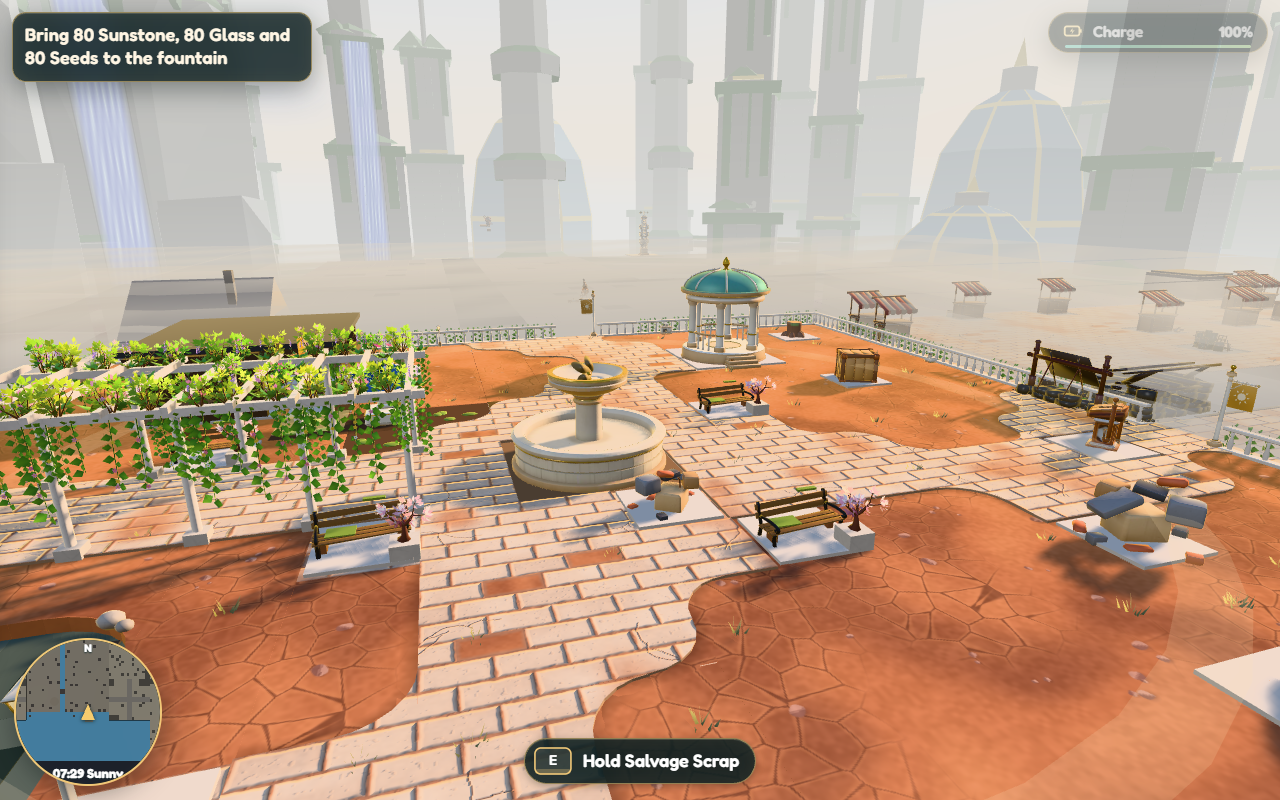 Bring 80 Sunstone, 80 Glass and
80 Seeds to the fountain
Charge 100%
N
07:29 Sunny
E Hold Salvage Scrap